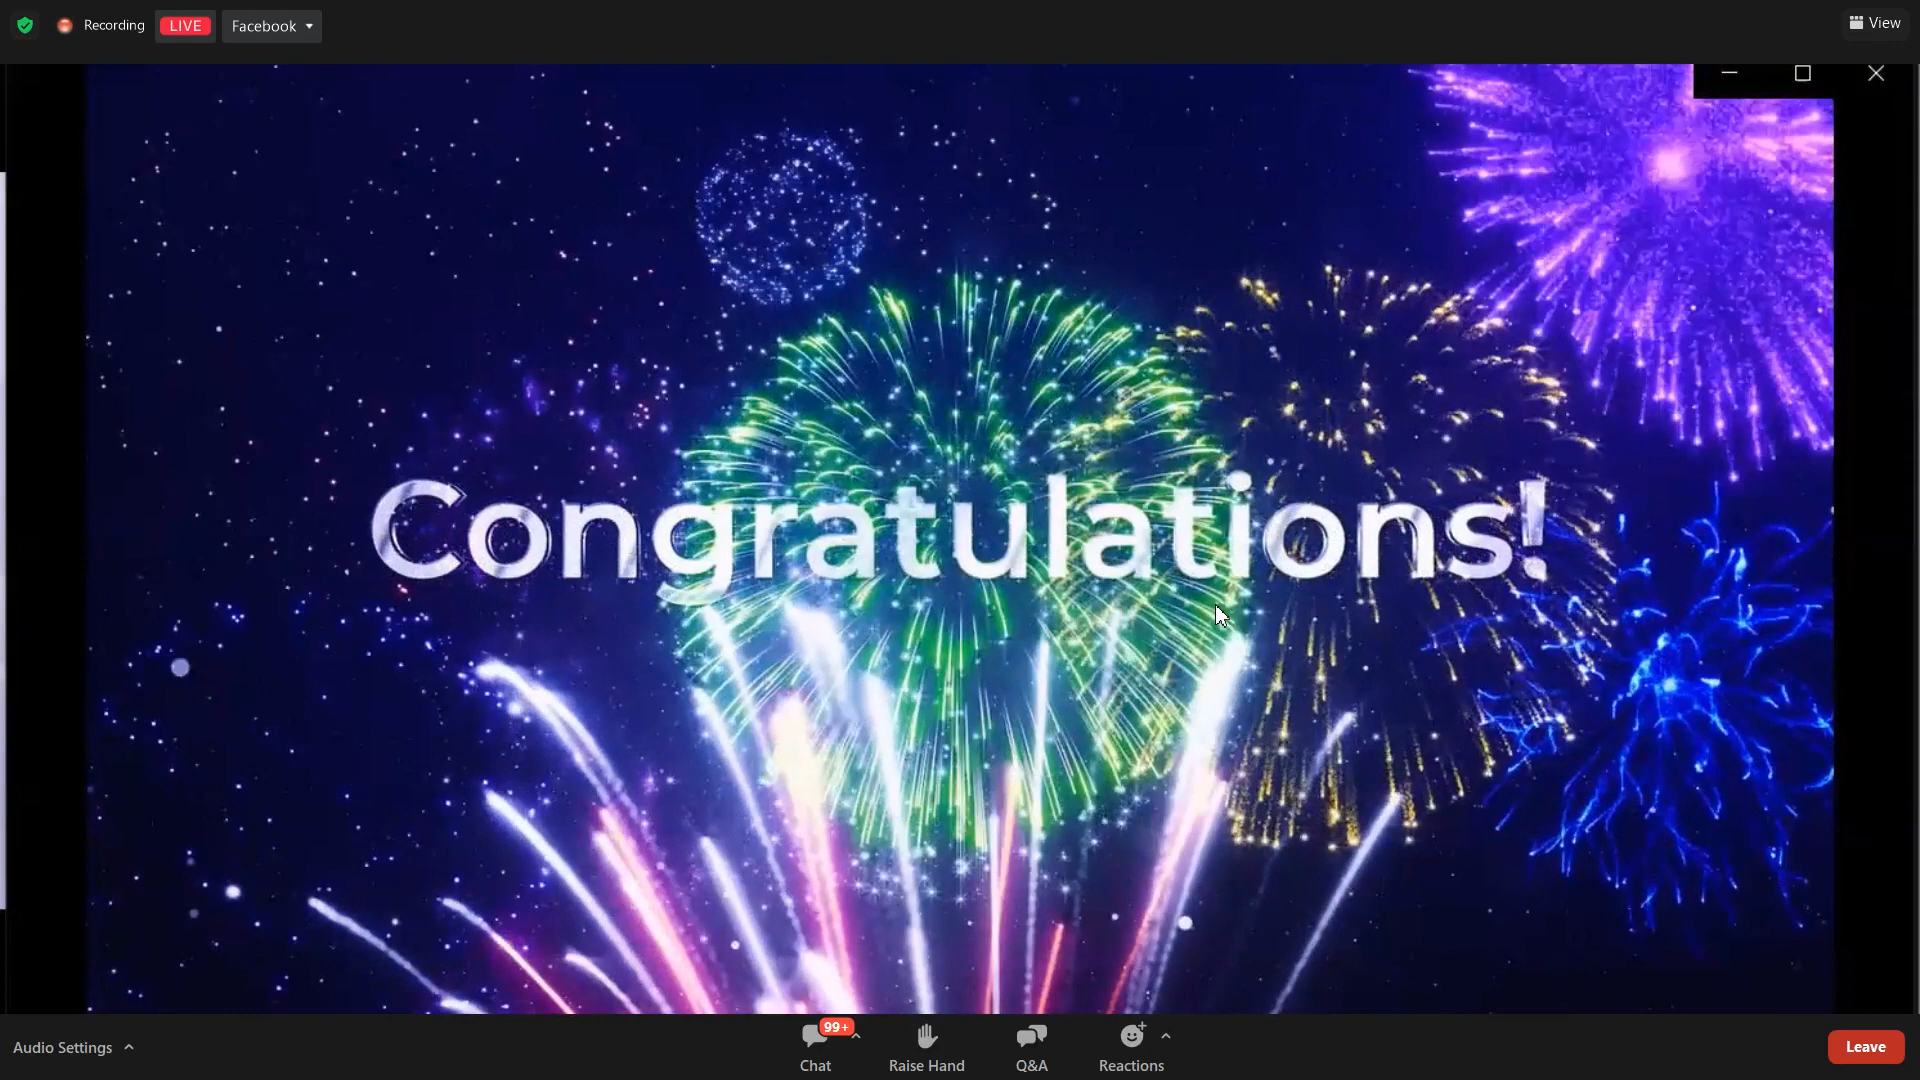 Recording LIVE Facebook View
Congratulations!
Audio Settings
99+
Chat Raise Hand Q&A Reactions Leave